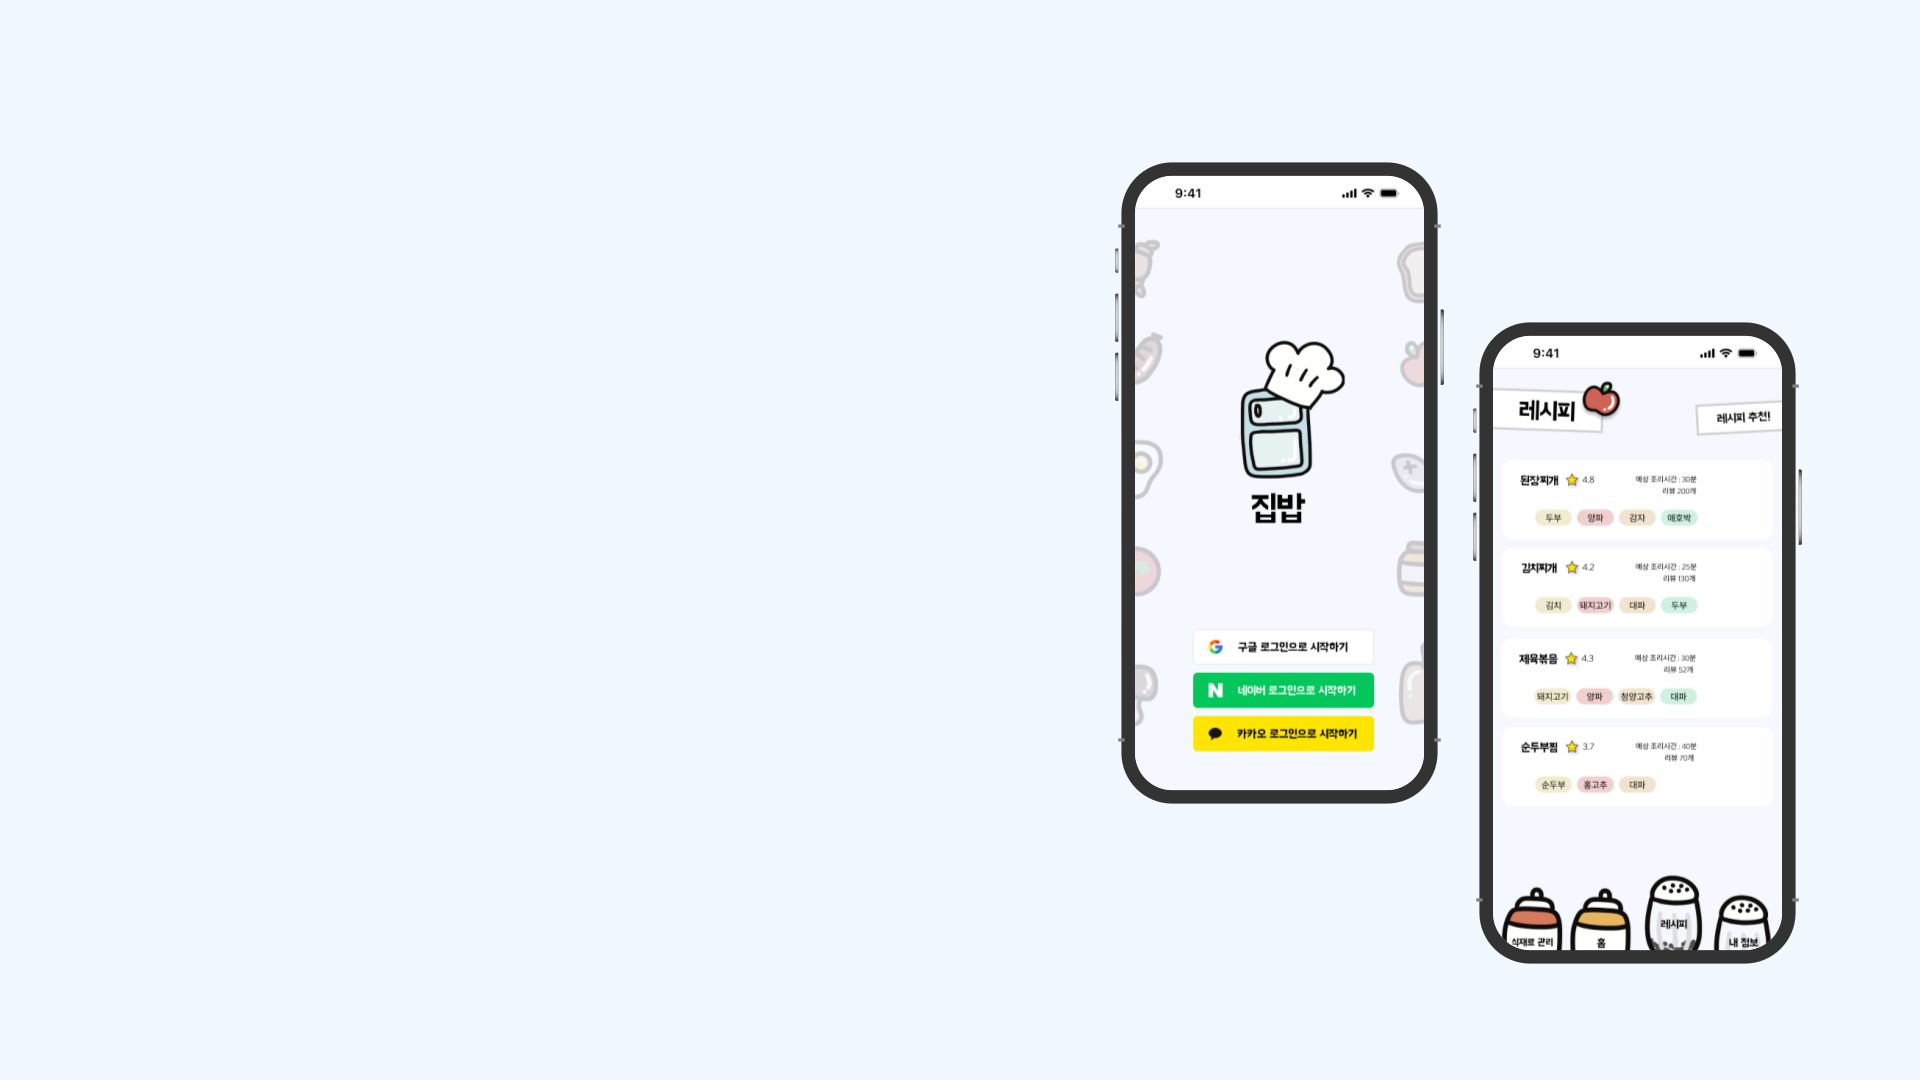 9:41
집밥
구글 로그인으로 시작하기
네이버 로그인으로 시작하기
카카오 로그인으로 시작하기
9:41
레시피
레시피 추천!
된장찌개 4.8 예상 조리시간 : 30분
리뷰 200개
두부 양파 감자 애호박
김치찌개 4.2 예상 조리시간 : 25분
리뷰 130개
김치 돼지고기 대파 두부
제육볶음 4.3 예상 조리시간 : 30분
리뷰 52개
돼지고기 양파 청양고추 대파
순두부찜 3.7 예상 조리시간 : 40분
리뷰 70개
순두부 홍고추 대파
식재료 관리 홈 레시피 내 정보